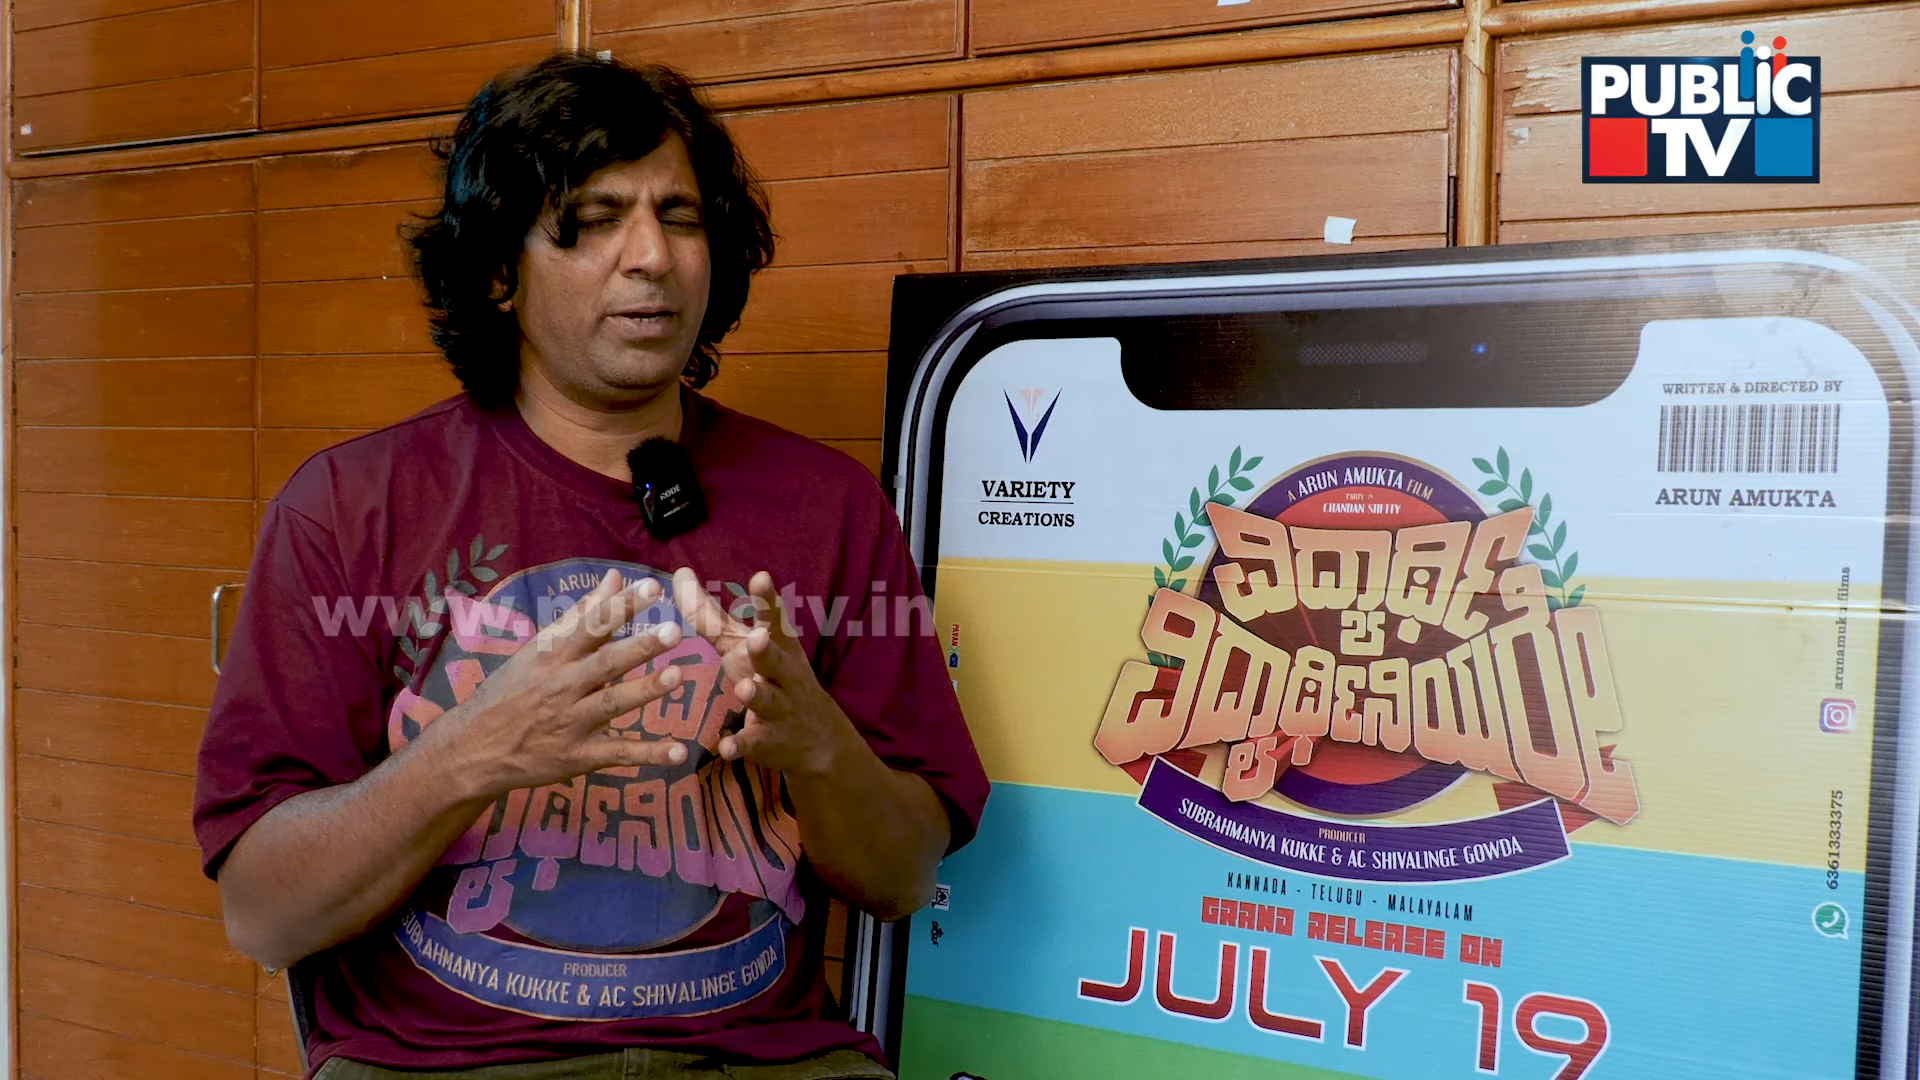 PUBLiC
TV
www.publictv.in
RODE
PRODUCER
SUBRAHMANYA KUKKE & AC SHIVALINGE GOWDA
VARIETY
CREATIONS
WRITTEN & DIRECTED BY
ARUN AMUKTA
A ARUN AMUKTA FILM
CHANDAN SHETTY
ವಿದ್ಯಾರ್ಥಿ
ವಿದ್ಯಾರ್ಥಿನಿಯರೇ
PRODUCER
SUBRAHMANYA KUKKE & AC SHIVALINGE GOWDA
KANNADA - TELUGU - MALAYALAM
GRAND RELEASE ON
JULY 19
6361333375